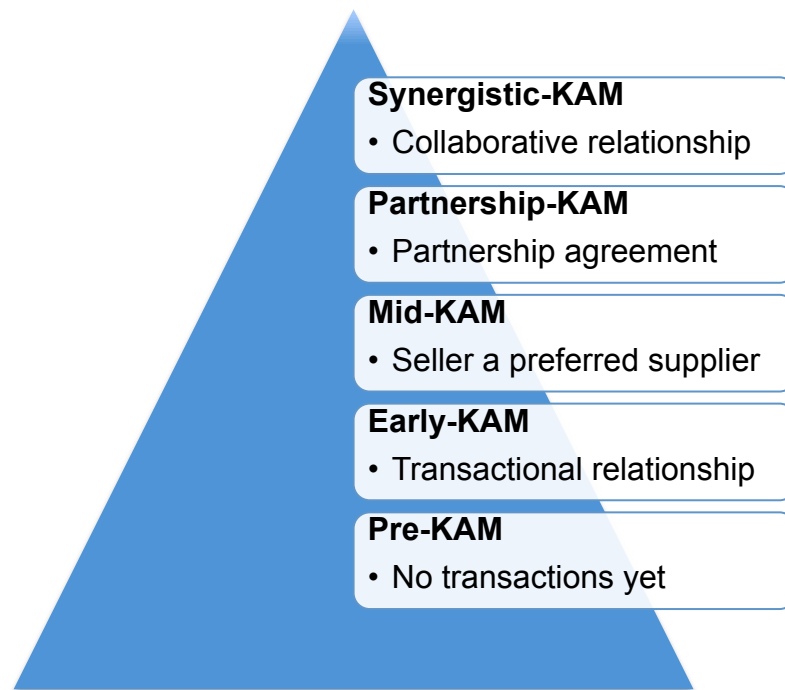 Synergistic-KAM
• Collaborative relationship
Partnership-KAM
• Partnership agreement
Mid-KAM
• Seller a preferred supplier
Early-KAM
• Transactional relationship
Pre-KAM
• No transactions yet